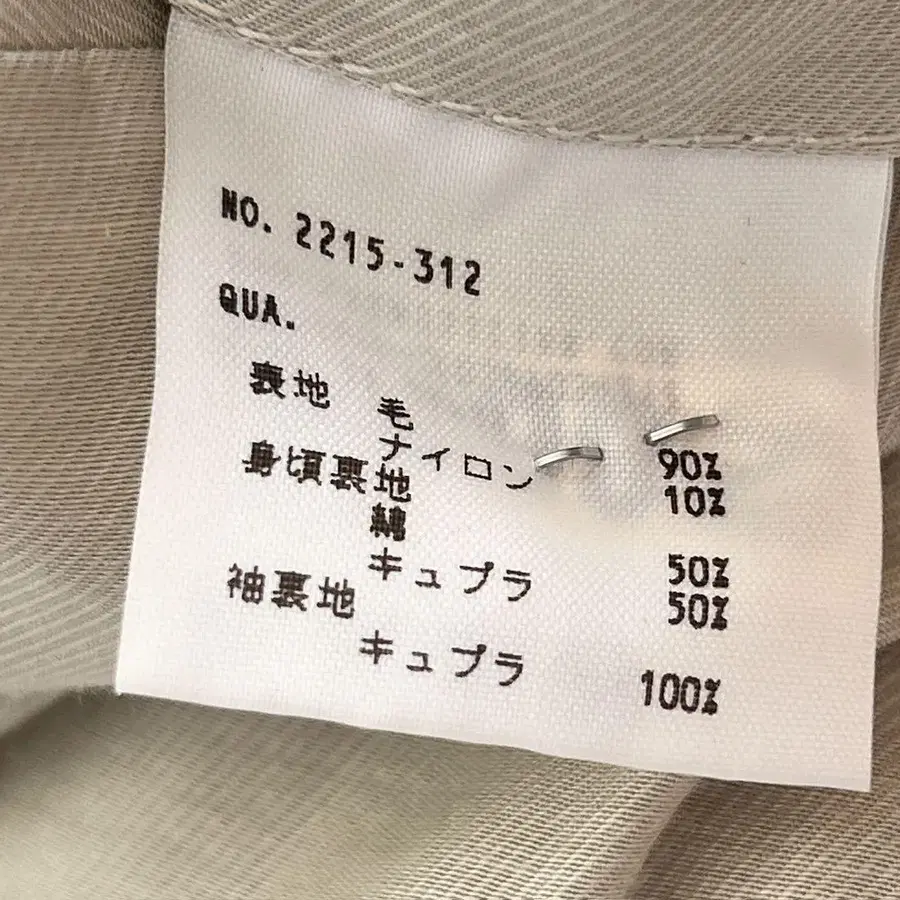 NO. 2215-312
QUA.
表地 毛 90%
ナイロン 10%
身頃裏地
綿 50%
キュプラ 50%
袖裏地
キュプラ 100%